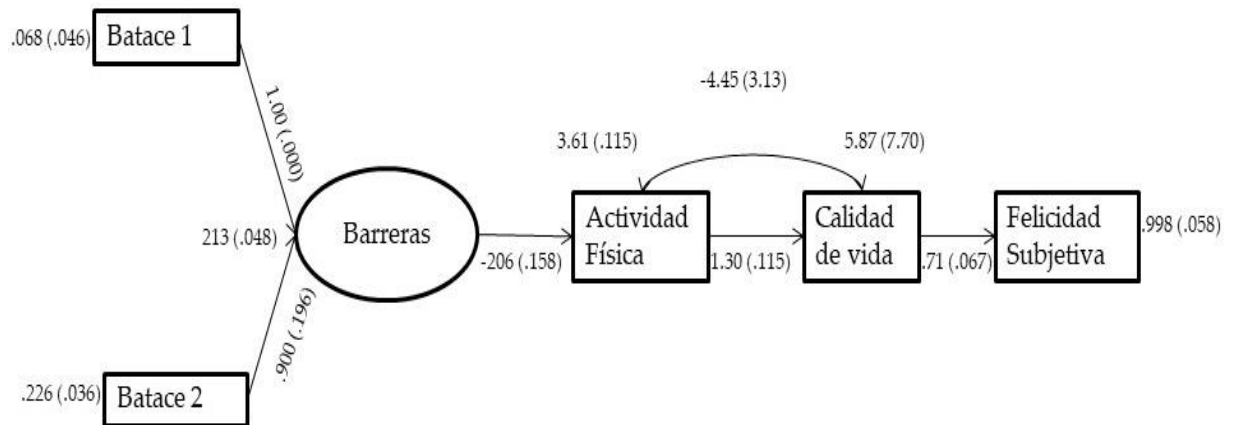 .068 (.046)
Batace 1
1.00 (.000)
-4.45 (3.13)
3.61 (.115)
5.87 (7.70)
213 (.048)
Barreras
-206 (.158)
Actividad
Física
1.30 (.115)
Calidad
de vida
.71 (.067)
Felicidad
Subjetiva
.998 (.058)
.900 (.196)
.226 (.036)
Batace 2